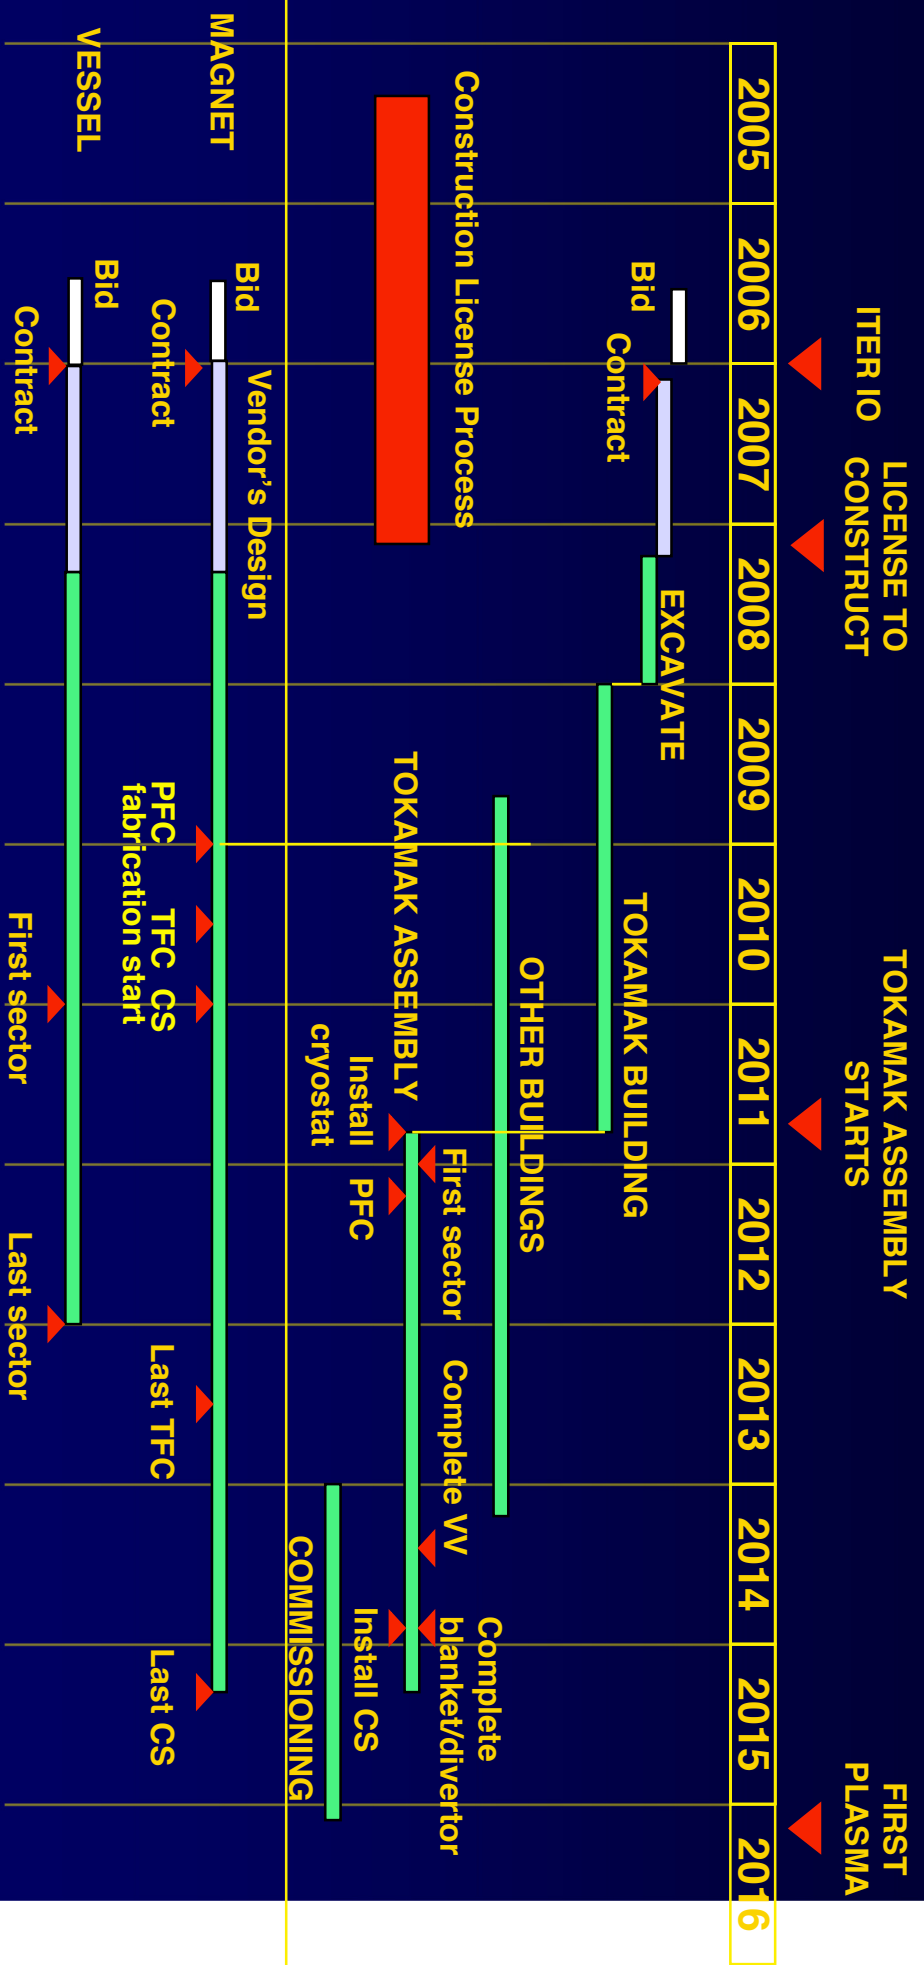 ITER IO
LICENSE TO
CONSTRUCT
TOKAMAK ASSEMBLY
STARTS
FIRST
PLASMA
2005
2006
2007
2008
2009
2010
2011
2012
2013
2014
2015
2016
Bid
Contract
EXCAVATE
TOKAMAK BUILDING
OTHER BUILDINGS
Construction License Process
TOKAMAK ASSEMBLY
First sector
Complete VV
Complete
blanket/divertor
Install
cryostat
PFC
Install CS
COMMISSIONING
MAGNET
Bid
Vendor's Design
Contract
PFC
TFC
CS
fabrication start
Last TFC
Last CS
VESSEL
Bid
Contract
First sector
Last sector